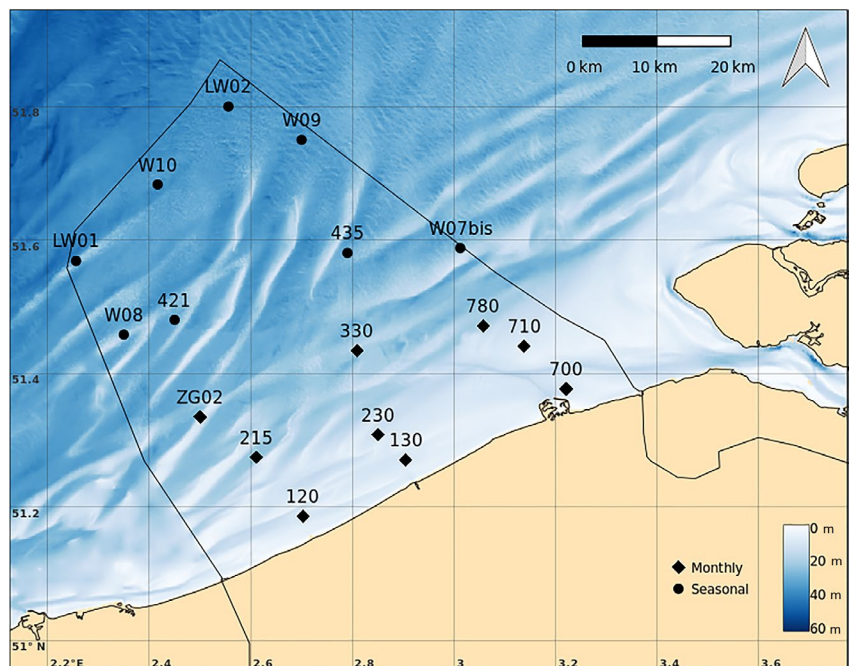 0 km 10 km 20 km
LW02
51.8
W09
W10
W07bis
435
LW01
51.6
421
780
W08
330
710
700
51.4
ZG02
230
215
130
120
51.2
0 m
20 m
40 m
60 m
Monthly
Seasonal
51° N
2.2°E 2.4 2.6 2.8 3 3.2 3.4 3.6